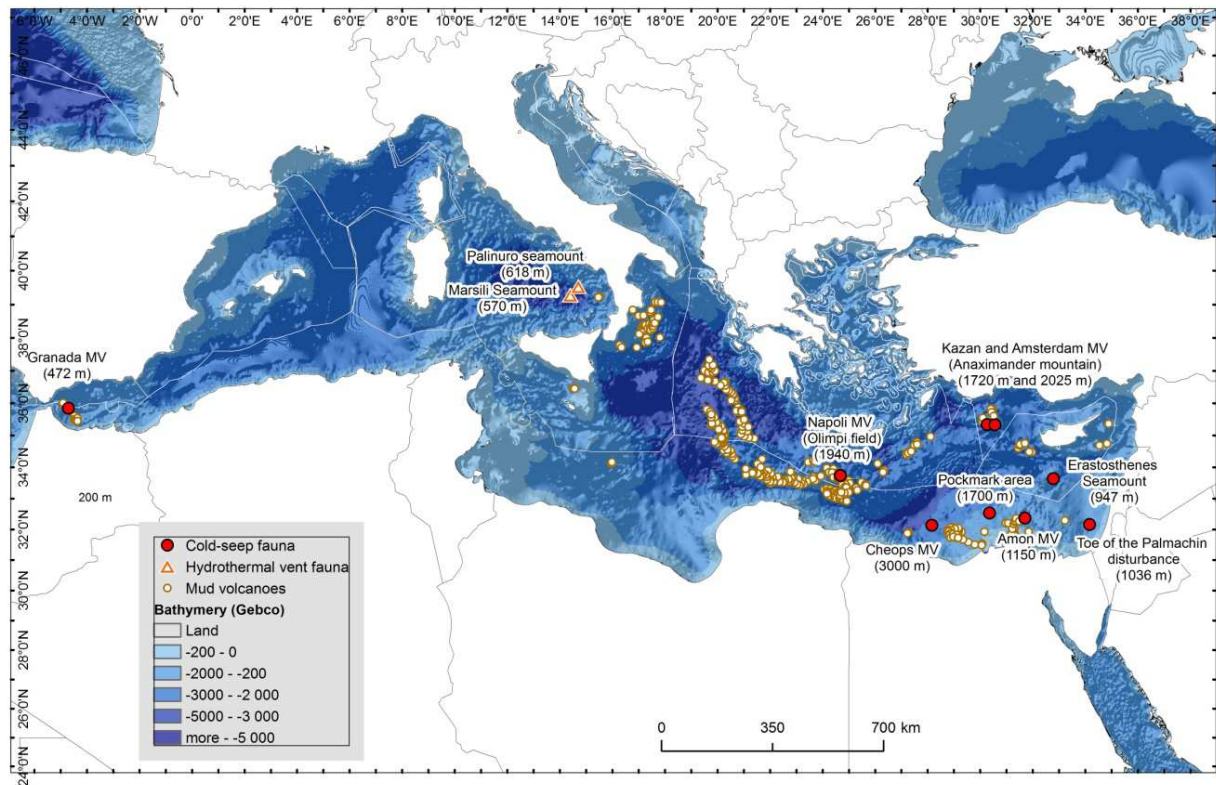 6°0'W 4°0'W 2°0'W 0°0' 2°0'E 4°0'E 6°0'E 8°0'E 10°0'E 12°0'E 14°0'E 16°0'E 18°0'E 20°0'E 22°0'E 24°0'E 26°0'E 28°0'E 30°0'E 32°0'E 34°0'E 36°0'E 38°0'E
46°0'N
44°0'N
42°0'N
40°0'N
38°0'N
36°0'N
34°0'N
32°0'N
30°0'N
28°0'N
26°0'N
24°0'N
Palinuro seamount
(618 m)
Marsili Seamount
(570 m)
Granada MV
(472 m)
Kazan and Amsterdam MV
(Anaximander mountain)
(1720 m and 2025 m)
Napoli MV
(Olimpi field)
(1940 m)
Pockmark area
(1700 m)
Erastosthenes
Seamount
(947 m)
Cheops MV
(3000 m)
Amon MV
(1150 m)
Toe of the Palmachin
disturbance
(1036 m)
200 m
Cold-seep fauna
Hydrothermal vent fauna
Mud volcanoes
Bathymery (Gebco)
Land
-200 - 0
-2000 - -200
-3000 - -2 000
-5000 - -3 000
more - -5 000
0 350 700 km